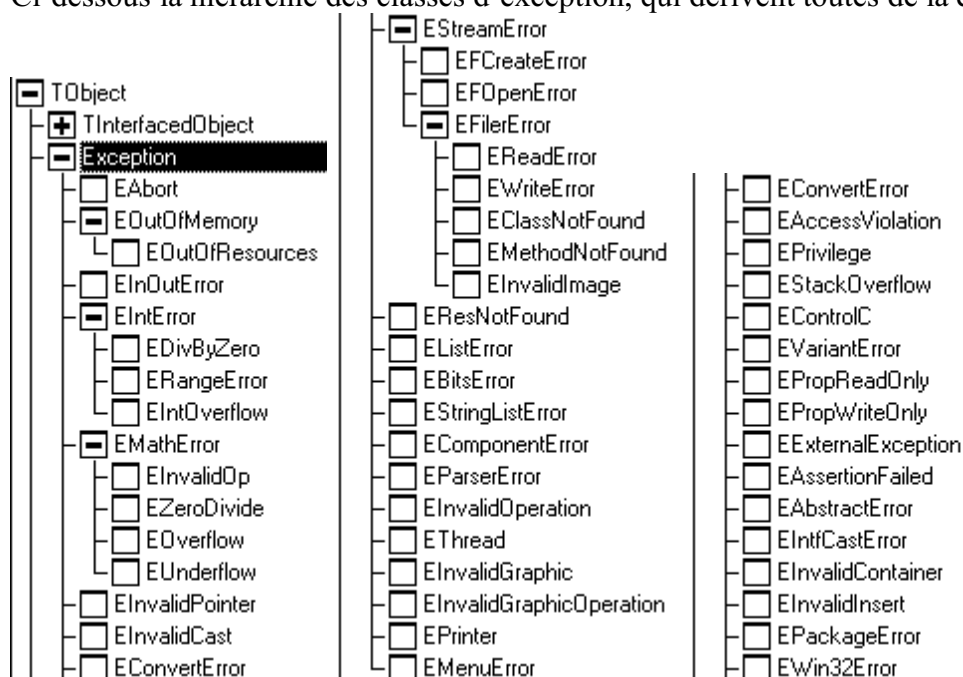 Ci-dessous la hiérarchie des classes d'exception, qui dérivent toutes de la
TObject
TInterfacedObject
Exception
EAbort
EOutOfMemory
EOutOfResources
EInOutError
EIntError
EDivByZero
ERangeError
EIntOverflow
EMathError
EInvalidOp
EZeroDivide
EOverflow
EUnderflow
EInvalidPointer
EInvalidCast
EConvertError
EStreamError
EFCreateError
EFOpenError
EFilerError
EReadError
EWriteError
EClassNotFound
EMethodNotFound
EInvalidImage
EResNotFound
EListError
EBitsError
EStringListError
EComponentError
EParserError
EInvalidOperation
EThread
EInvalidGraphic
EInvalidGraphicOperation
EPrinter
EMenuError
EConvertError
EAccessViolation
EPrivilege
EStackOverflow
EControlC
EVariantError
EPropReadOnly
EPropWriteOnly
EExternalException
EAssertionFailed
EAbstractError
EIntfCastError
EInvalidContainer
EInvalidInsert
EPackageError
EWin32Error